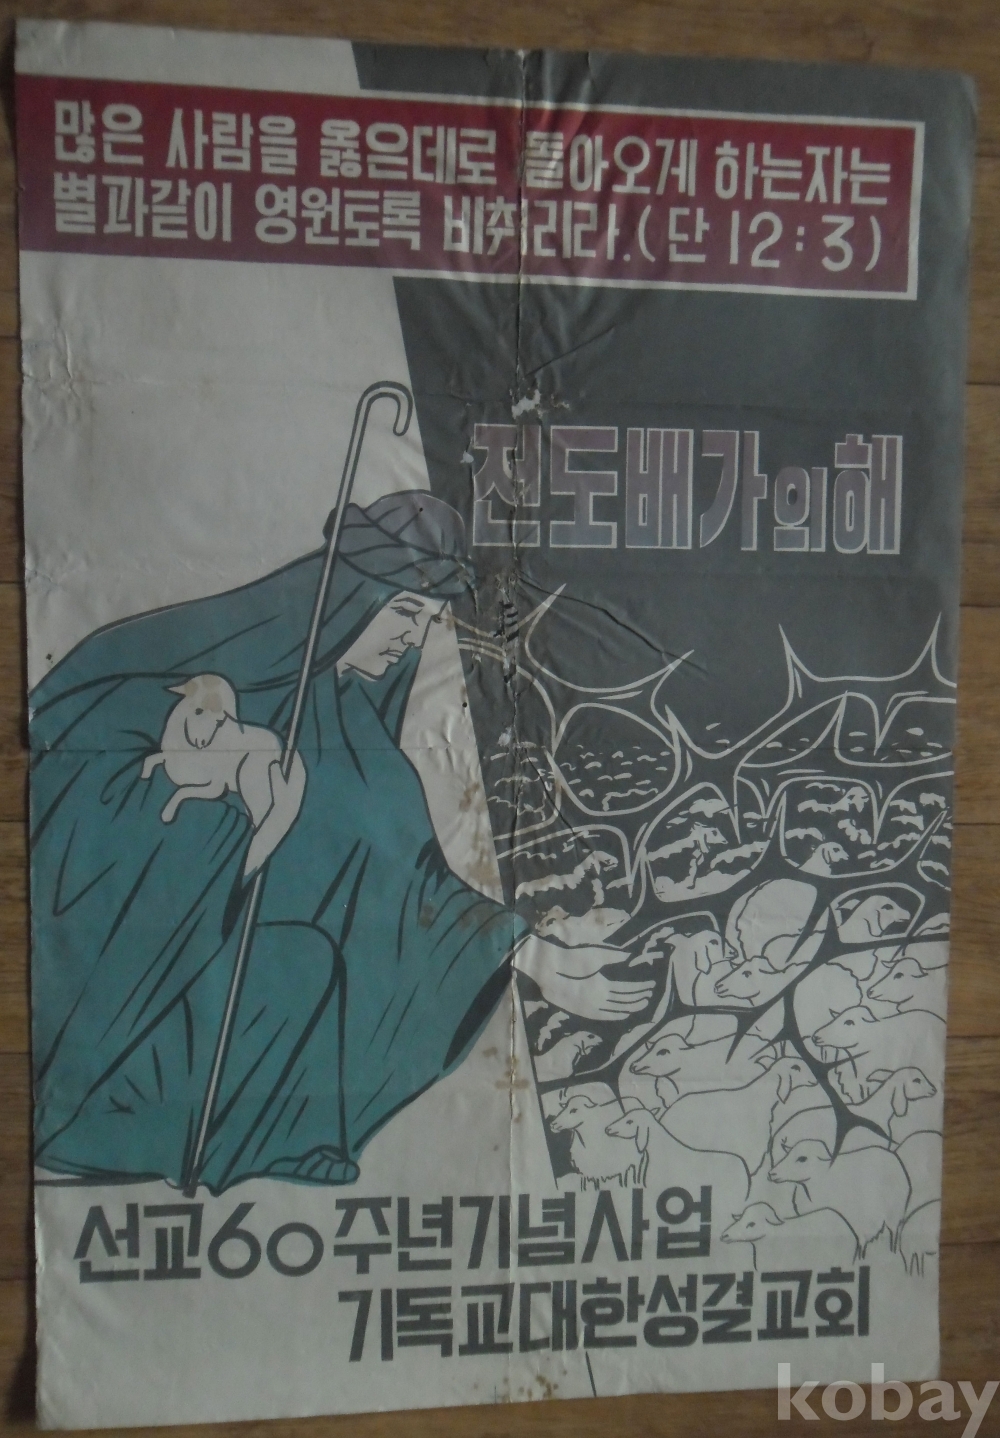 많은 사람을 옳은데로 돌아오게 하는자는
별과같이 영원토록 비취리라.(단 12:3)
전도배가의해
선교60주년기념사업
기독교대한성결교회
kobay